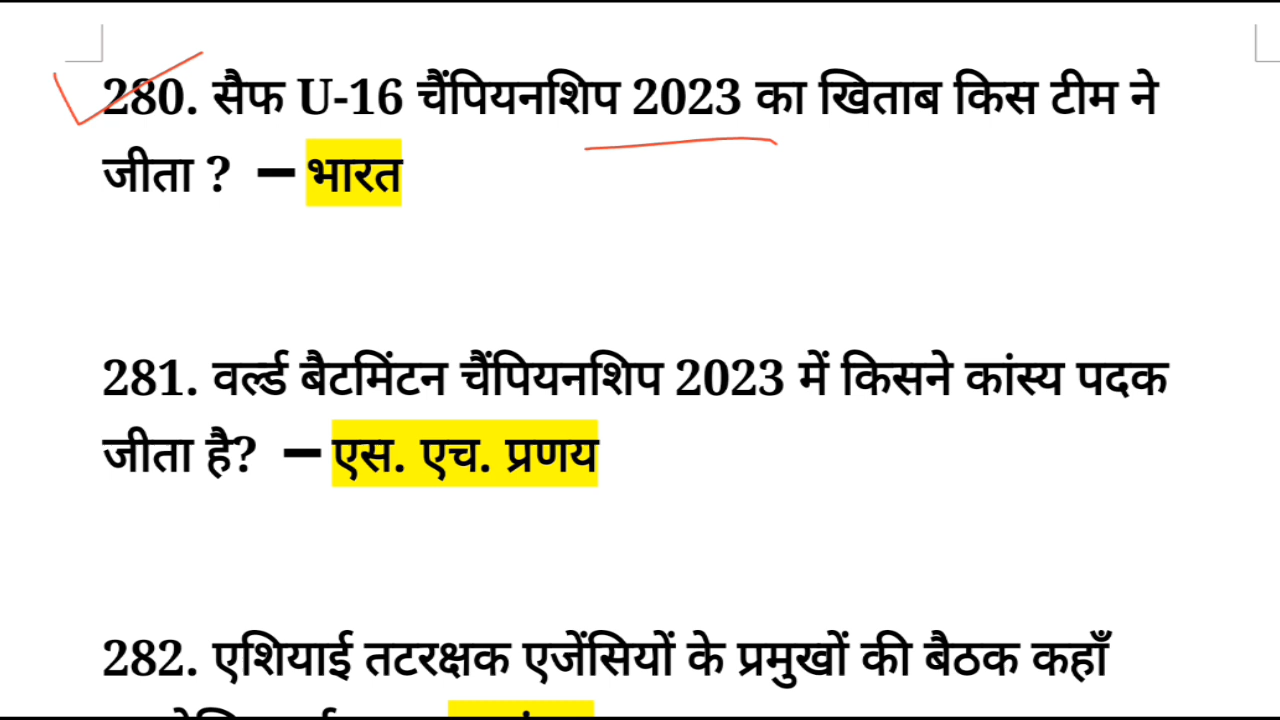 280. सैफ U-16 चैंपियनशिप 2023 का खिताब किस टीम ने
जीता ? – भारत
281. वर्ल्ड बैटमिंटन चैंपियनशिप 2023 में किसने कांस्य पदक
जीता है? – एस. एच. प्रणय
282. एशियाई तटरक्षक एजेंसियों के प्रमुखों की बैठक कहाँ